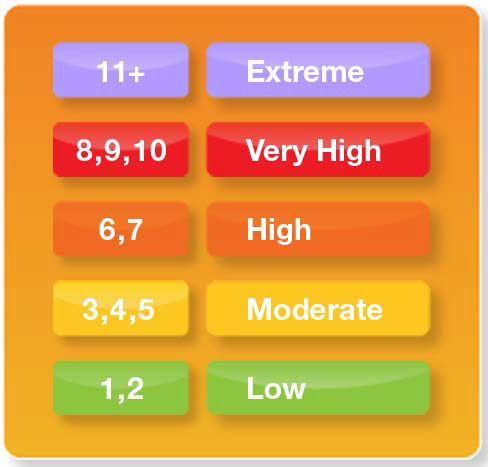 11+ Extreme
8,9,10 Very High
6,7 High
3,4,5 Moderate
1,2 Low